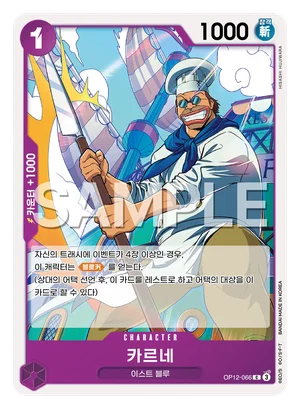 1
1000
참격
斬
HISASHI FUJIWARA
카운터 +1000
SAMPLE
자신의 트래시에 이벤트가 4장 이상인 경우,
이 캐릭터는 블로커 를 얻는다.
(상대의 어택 선언 후, 이 카드를 레스트로 하고 어택의 대상을 이
카드로 할 수 있다)
CHARACTER
카르네
이스트 블루
OP12-066 C 3
BANDAI MADE IN KOREA